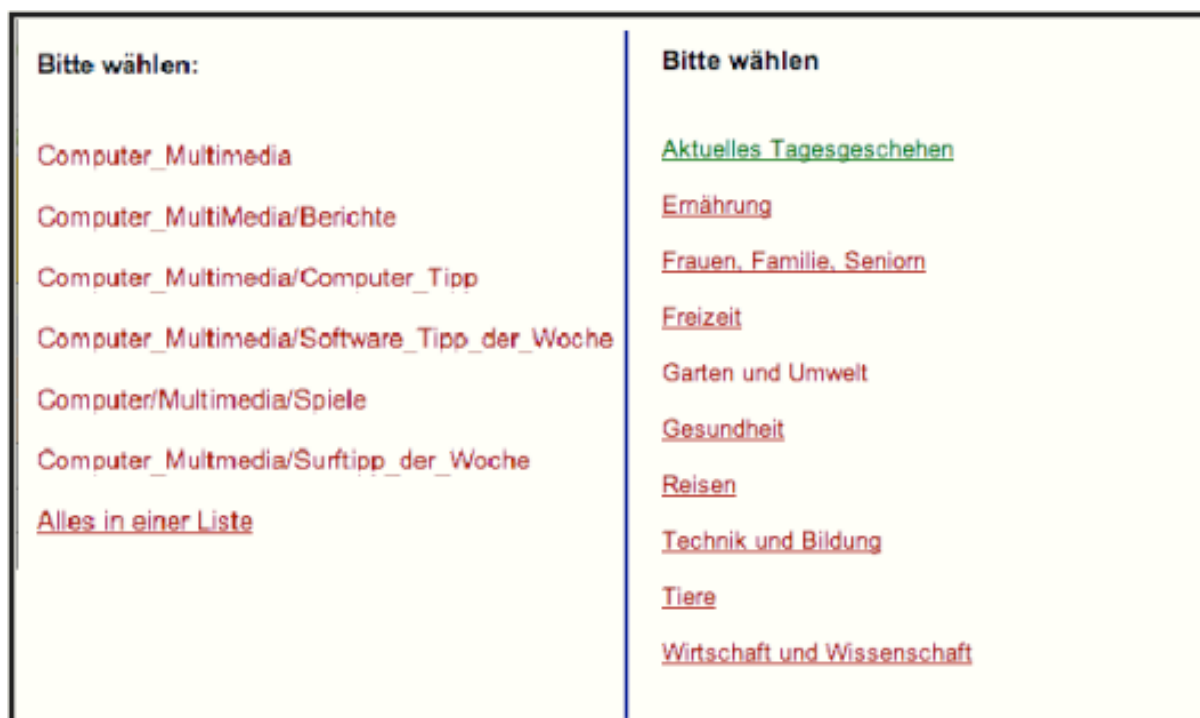 Bitte wählen:
Computer_Multimedia
Computer_MultiMedia/Berichte
Computer_Multimedia/Computer_Tipp
Computer_Multimedia/Software_Tipp_der_Woche
Computer/Multimedia/Spiele
Computer_Multmedia/Surftipp_der_Woche
Alles in einer Liste
Bitte wählen
Aktuelles Tagesgeschehen
Ernährung
Frauen, Familie, Seniorn
Freizeit
Garten und Umwelt
Gesundheit
Reisen
Technik und Bildung
Tiere
Wirtschaft und Wissenschaft